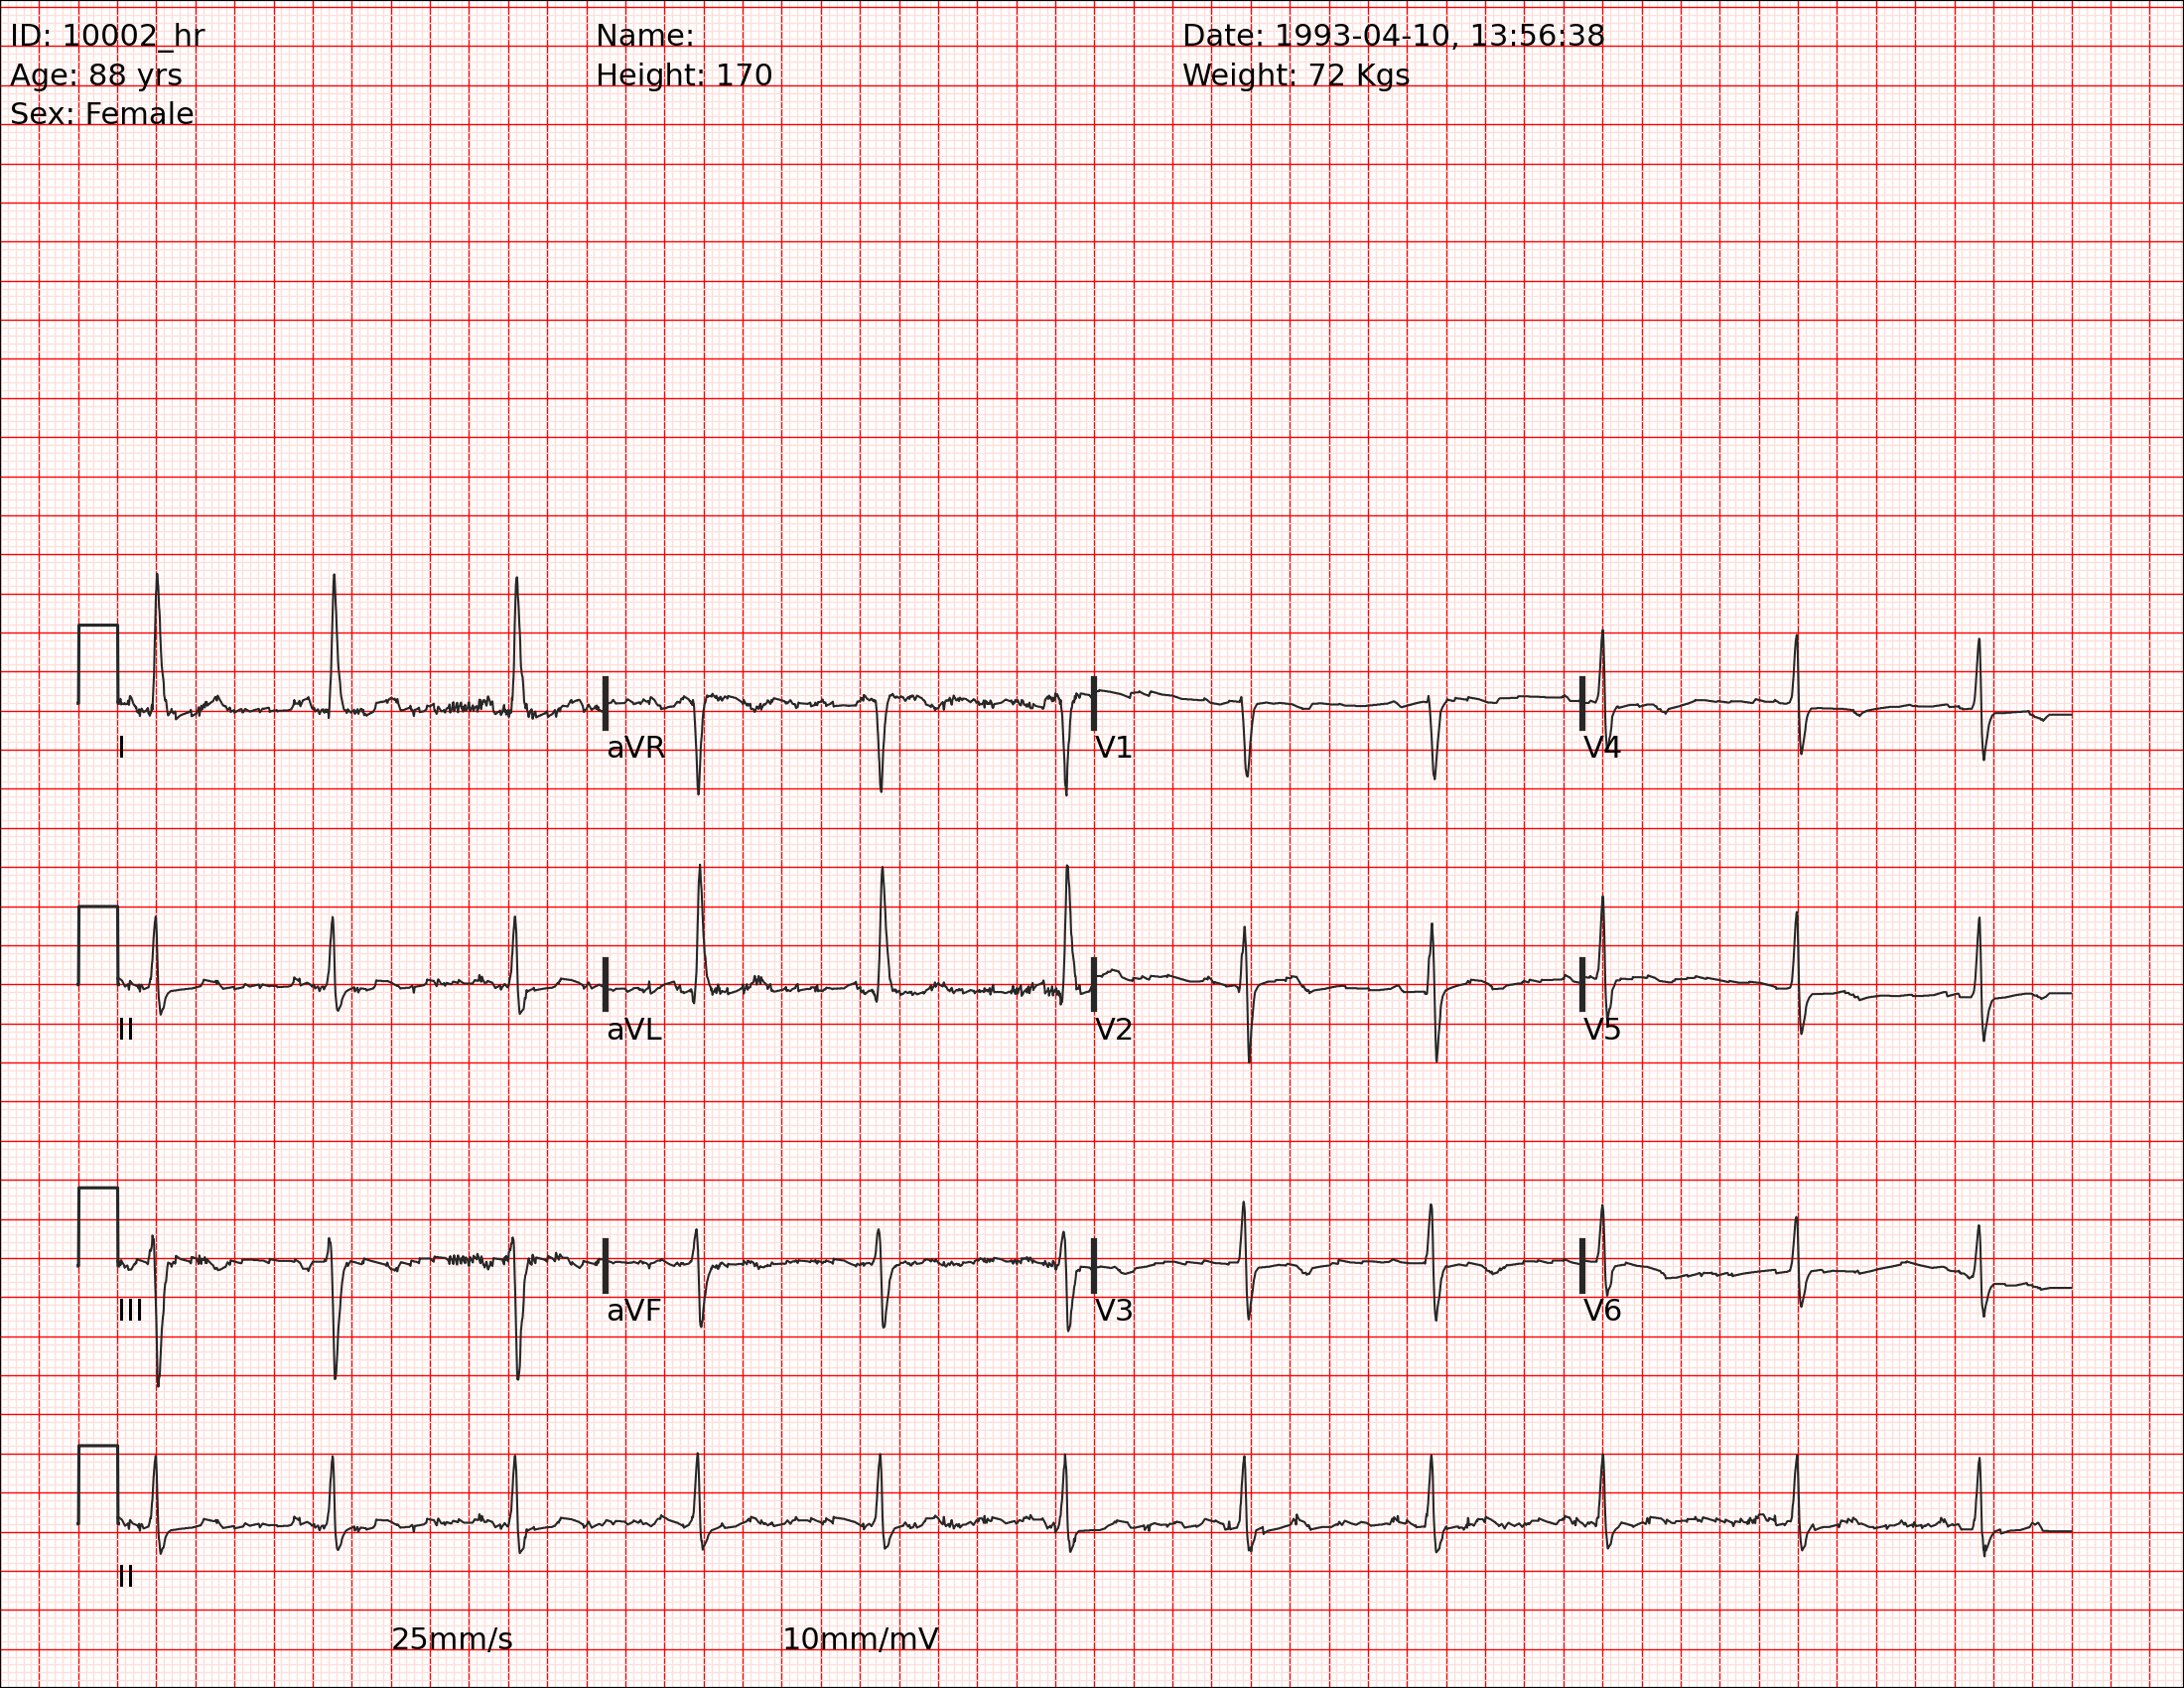 ID: 10002_hr Name: Date: 1993-04-10, 13:56:38
Age: 88 yrs Height: 170 Weight: 72 Kgs
Sex: Female
I aVR V1 V4
II aVL V2 V5
III aVF V3 V6
II
25mm/s 10mm/mV